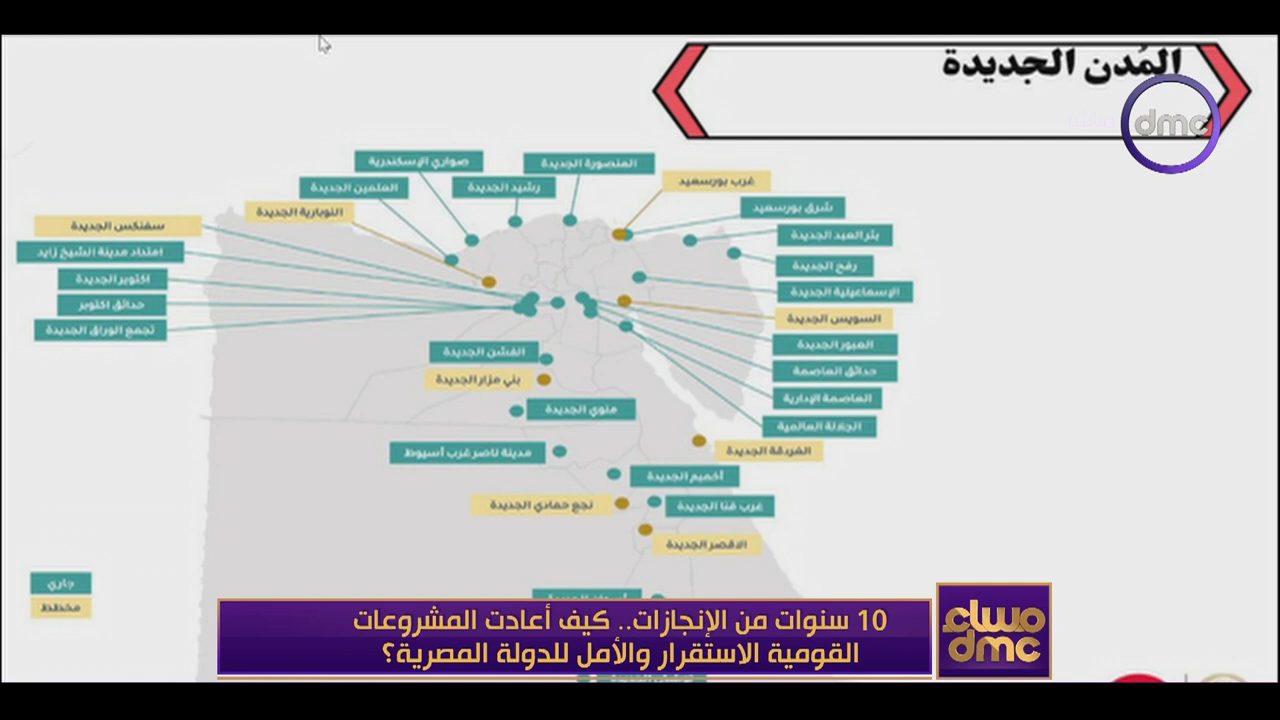 المُدن الجديدة
dmc
صواري الإسكندرية
المنصورة الجديدة
العلمين الجديدة
رشيد الجديدة
غرب بورسعيد
النوبارية الجديدة
شرق بورسعيد
سفنكس الجديدة
بئر العبد الجديدة
امتداد مدينة الشيخ زايد
رفح الجديدة
اكتوبر الجديدة
الإسماعيلية الجديدة
حدائق اكتوبر
السويس الجديدة
تجمع الوراق الجديدة
العبور الجديدة
الفشن الجديدة
حدائق العاصمة
بني مزار الجديدة
العاصمة الإدارية
ملوي الجديدة
الجلالة العالمية
مدينة ناصر غرب أسيوط
الغردقة الجديدة
أخميم الجديدة
نجع حمادي الجديدة
غرب قنا الجديدة
الاقصر الجديدة
جاري
مخطط
10 سنوات من الإنجازات.. كيف أعادت المشروعات
القومية الاستقرار والأمل للدولة المصرية؟
مساء
dmc